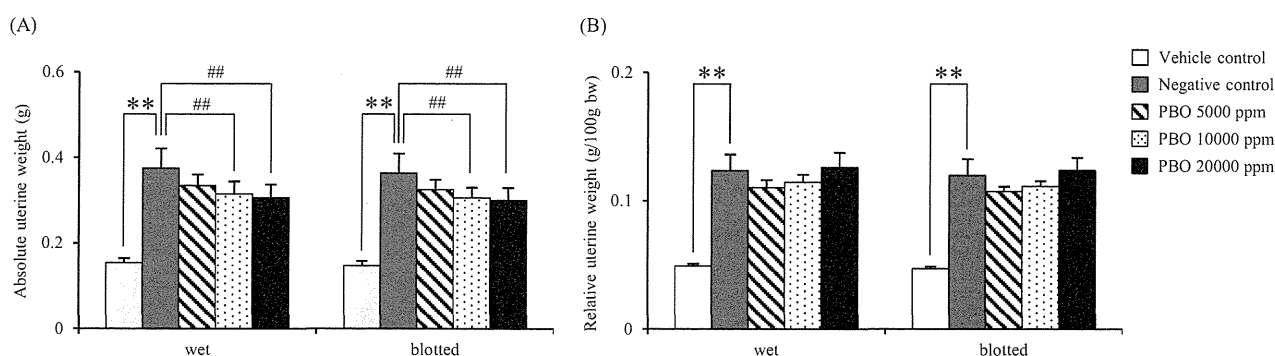 (A)
Absolute uterine weight (g)
0.6
0.4
0.2
0
**
##
##
**
##
##
wet
blotted
(B)
Relative uterine weight (g/100g bw)
0.2
0.1
0
**
**
wet
blotted
Vehicle control
Negative control
PBO 5000 ppm
PBO 10000 ppm
PBO 20000 ppm